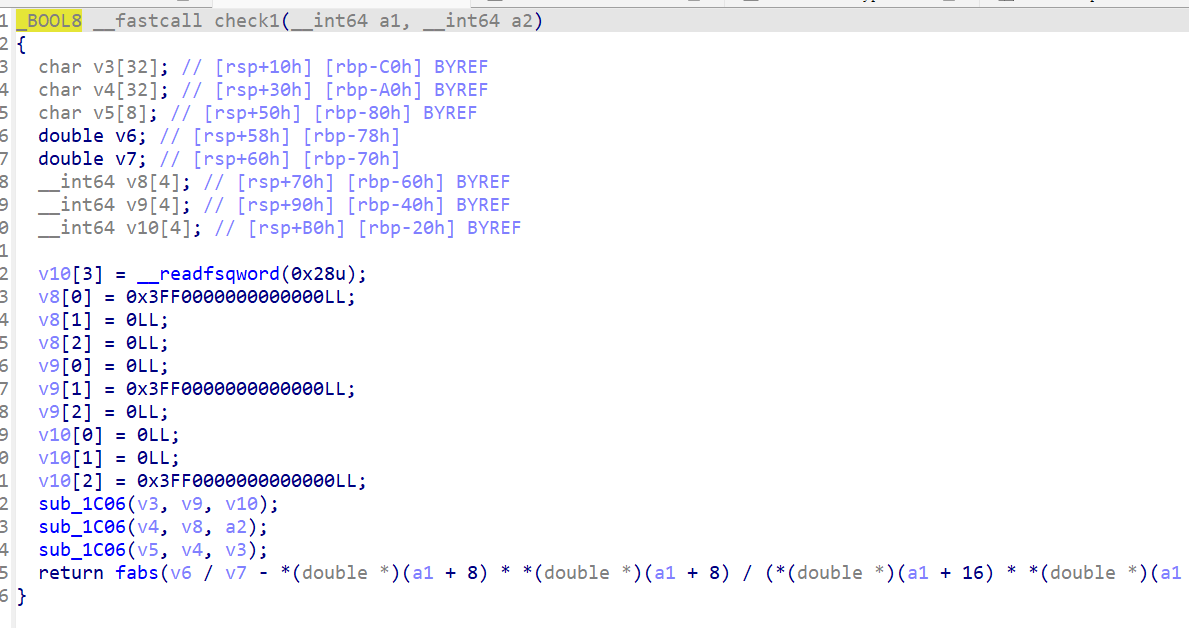 1 _BOOL8 __fastcall check1(__int64 a1, __int64 a2)
2 {
3   char v3[32]; // [rsp+10h] [rbp-C0h] BYREF
4   char v4[32]; // [rsp+30h] [rbp-A0h] BYREF
5   char v5[8]; // [rsp+50h] [rbp-80h] BYREF
6   double v6; // [rsp+58h] [rbp-78h]
7   double v7; // [rsp+60h] [rbp-70h]
8   __int64 v8[4]; // [rsp+70h] [rbp-60h] BYREF
9   __int64 v9[4]; // [rsp+90h] [rbp-40h] BYREF
0   __int64 v10[4]; // [rsp+B0h] [rbp-20h] BYREF
1
2   v10[3] = __readfsqword(0x28u);
3   v8[0] = 0x3FF0000000000000LL;
4   v8[1] = 0LL;
5   v8[2] = 0LL;
6   v9[0] = 0LL;
7   v9[1] = 0x3FF0000000000000LL;
8   v9[2] = 0LL;
9   v10[0] = 0LL;
0   v10[1] = 0LL;
1   v10[2] = 0x3FF0000000000000LL;
2   sub_1C06(v3, v9, v10);
3   sub_1C06(v4, v8, a2);
4   sub_1C06(v5, v4, v3);
5   return fabs(v6 / v7 - *(double *)(a1 + 8) * *(double *)(a1 + 8) / (*(double *)(a1 + 16) * *(double *)(a1
6 }